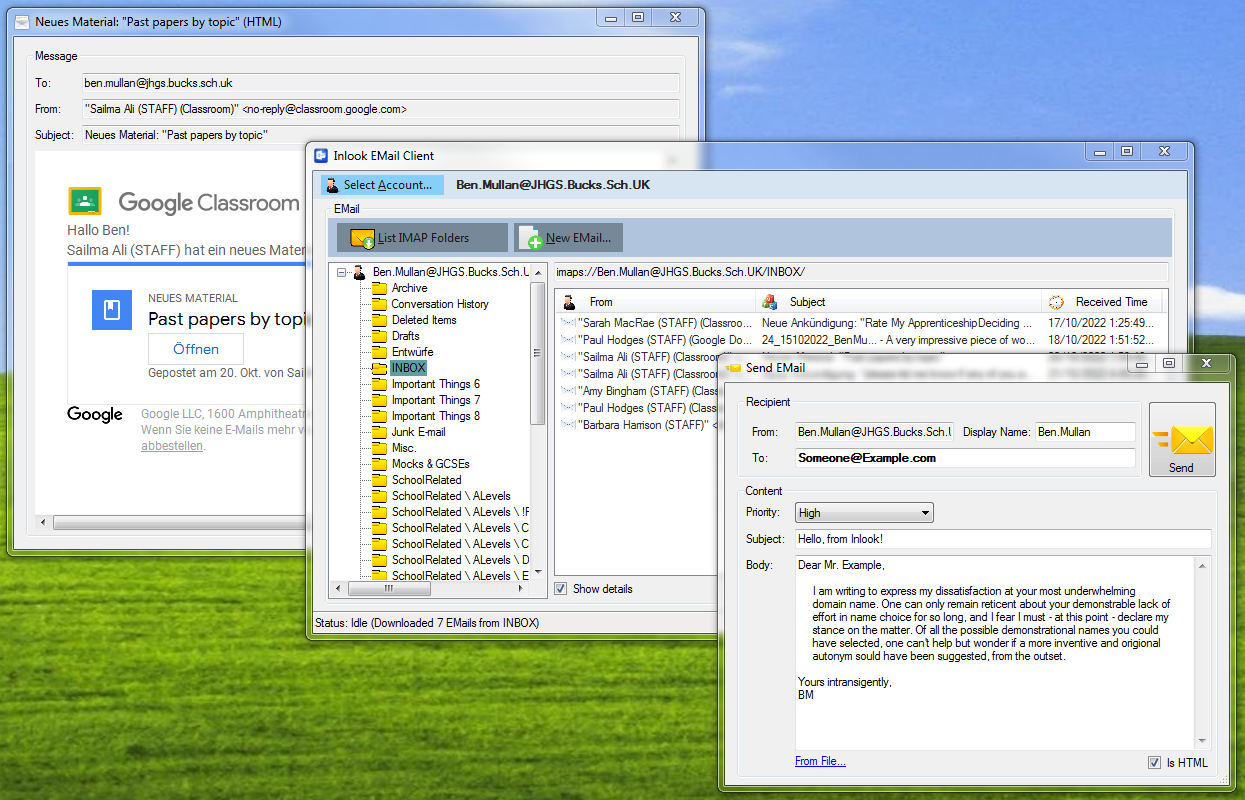 Neues Material: "Past papers by topic" (HTML)
Message
To: ben.mullan@jhgs.bucks.sch.uk
From: "Sailma Ali (STAFF) (Classroom)" <no-reply@classroom.google.com>
Subject: Neues Material: "Past papers by topic"
Google Classroom
Hallo Ben!
Sailma Ali (STAFF) hat ein neues Mater
NEUES MATERIAL
Past papers by topi
Öffnen
Gepostet am 20. Okt. von Sai
Google
Google LLC, 1600 Amphitheatr
Wenn Sie keine E-Mails mehr v
abbestellen.
Inlook EMail Client
Select Account... Ben.Mullan@JHGS.Bucks.Sch.UK
EMail
List IMAP Folders New EMail...
Ben.Mullan@JHGS.Bucks.Sch.U
Archive
Conversation History
Deleted Items
Drafts
Entwürfe
INBOX
Important Things 6
Important Things 7
Important Things 8
Junk E-mail
Misc.
Mocks & GCSEs
SchoolRelated
SchoolRelated \ ALevels
SchoolRelated \ ALevels \ !F
SchoolRelated \ ALevels \ C
SchoolRelated \ ALevels \ C
SchoolRelated \ ALevels \ D
SchoolRelated \ ALevels \ E
imaps://Ben.Mullan@JHGS.Bucks.Sch.UK/INBOX/
From Subject Received Time
"Sarah MacRae (STAFF) (Classroo... Neue Ankündigung: "Rate My ApprenticeshipDeciding ... 17/10/2022 1:25:49...
"Paul Hodges (STAFF) (Google Do... 24_15102022_BenMu... - A very impressive piece of wo... 18/10/2022 1:51:52...
"Sailma Ali (STAFF) (Classroom
"Sailma Ali (STAFF) (Classroom
"Amy Bingham (STAFF) (Class
"Paul Hodges (STAFF) (Classro
"Barbara Harrison (STAFF)" <
Show details
Status: Idle (Downloaded 7 EMails from INBOX)
Send EMail
Recipient
From: Ben.Mullan@JHGS.Bucks.Sch.U Display Name: Ben.Mullan
To: Someone@Example.com
Send
Content
Priority: High
Subject: Hello, from Inlook!
Body: Dear Mr. Example,
I am writing to express my dissatisfaction at your most underwhelming
domain name. One can only remain reticent about your demonstrable lack of
effort in name choice for so long, and I fear I must - at this point - declare my
stance on the matter. Of all the possible demonstrational names you could
have selected, one can't help but wonder if a more inventive and origional
autonym sould have been suggested, from the outset.
Yours intransigently,
BM
From File...
Is HTML